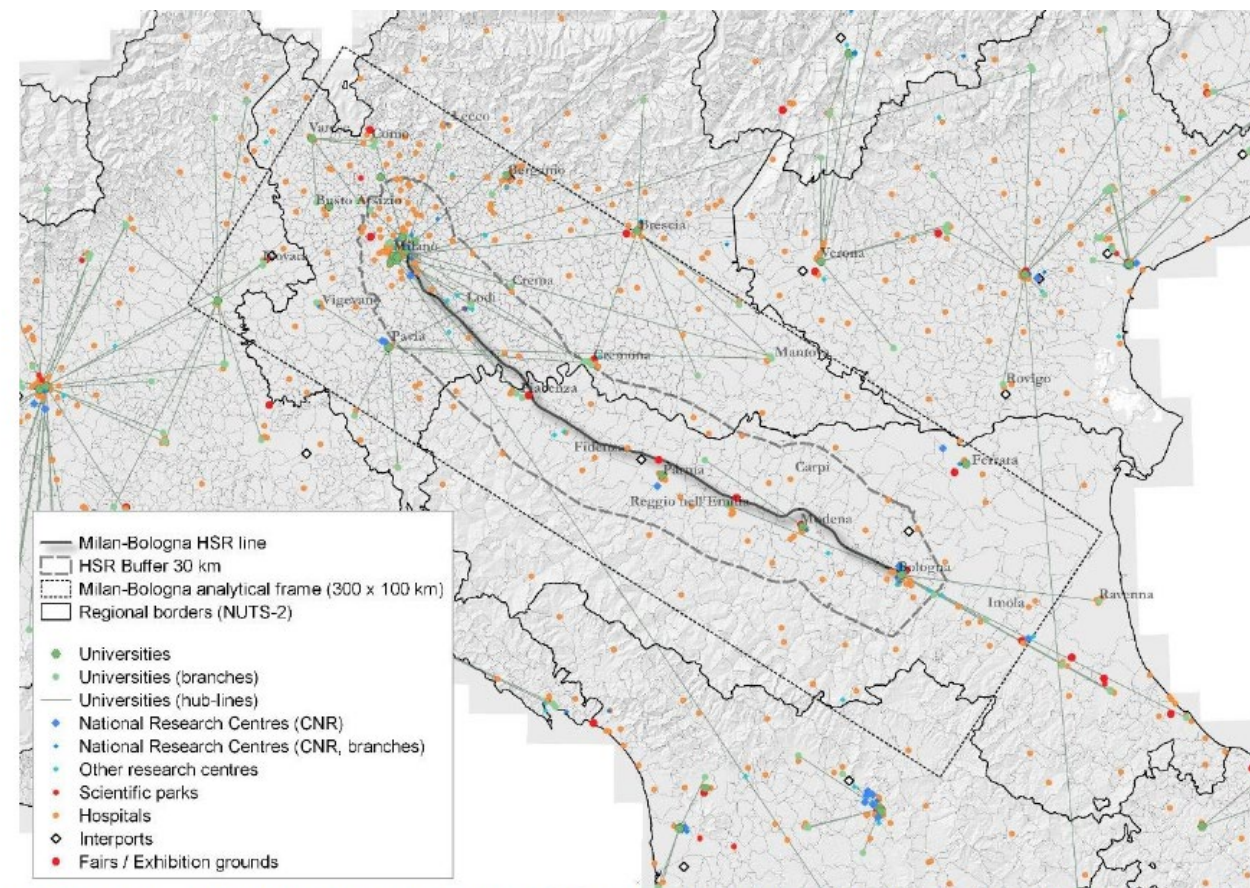 Lecco
Varese
Como
Bergamo
Busto Arsizio
Brescia
Milano
Verona
Novara
Crema
Lodi
Vigevano
Pavia
Cremona
Mantova
Rovigo
Piacenza
Fidenza
Carpi
Ferrara
Parma
Reggio nell'Emilia
Modena
Bologna
Imola
Ravenna
Milan-Bologna HSR line
HSR Buffer 30 km
Milan-Bologna analytical frame (300 x 100 km)
Regional borders (NUTS-2)
Universities
Universities (branches)
Universities (hub-lines)
National Research Centres (CNR)
National Research Centres (CNR, branches)
Other research centres
Scientific parks
Hospitals
Interports
Fairs / Exhibition grounds